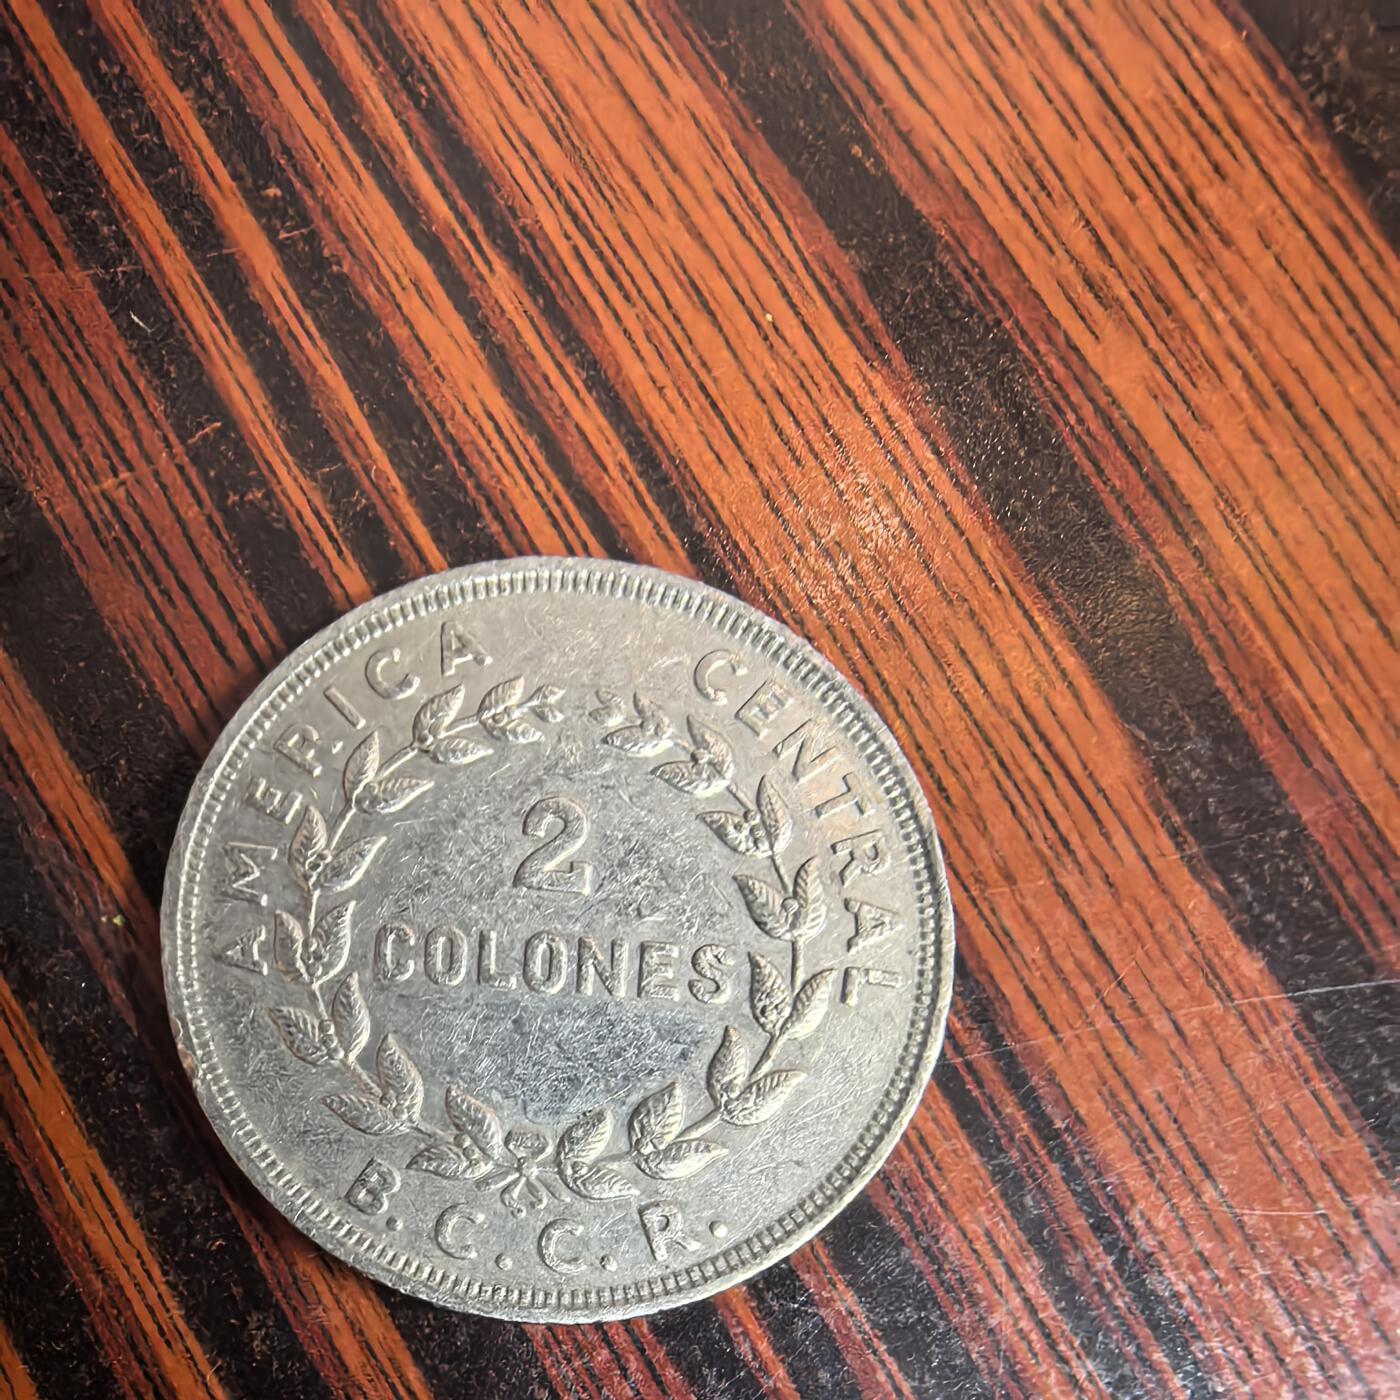 AMERICA CENTRAL
2
COLONES
B.C.C.R.